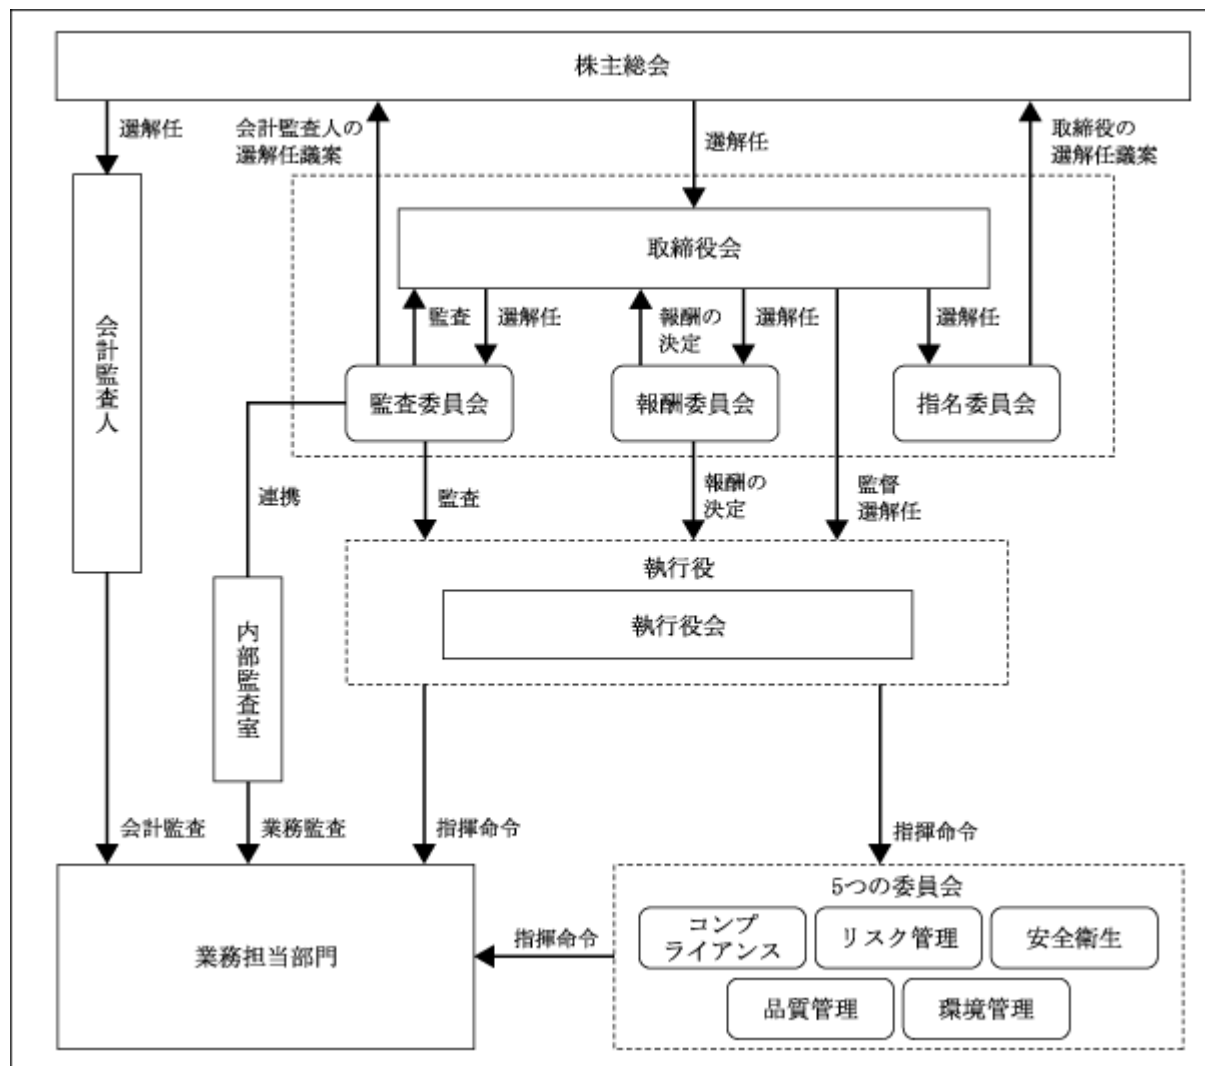 株主総会
選解任
会計監査人の
選解任議案
選解任
取締役の
選解任議案
取締役会
監査
選解任
報酬の
決定
選解任
選解任
会計監査人
監査委員会
報酬委員会
指名委員会
連携
監査
報酬の
決定
監督
選解任
執行役
執行役会
内部監査室
会計監査
業務監査
指揮命令
指揮命令
業務担当部門
指揮命令
5つの委員会
コンプ
ライアンス
リスク管理
安全衛生
品質管理
環境管理